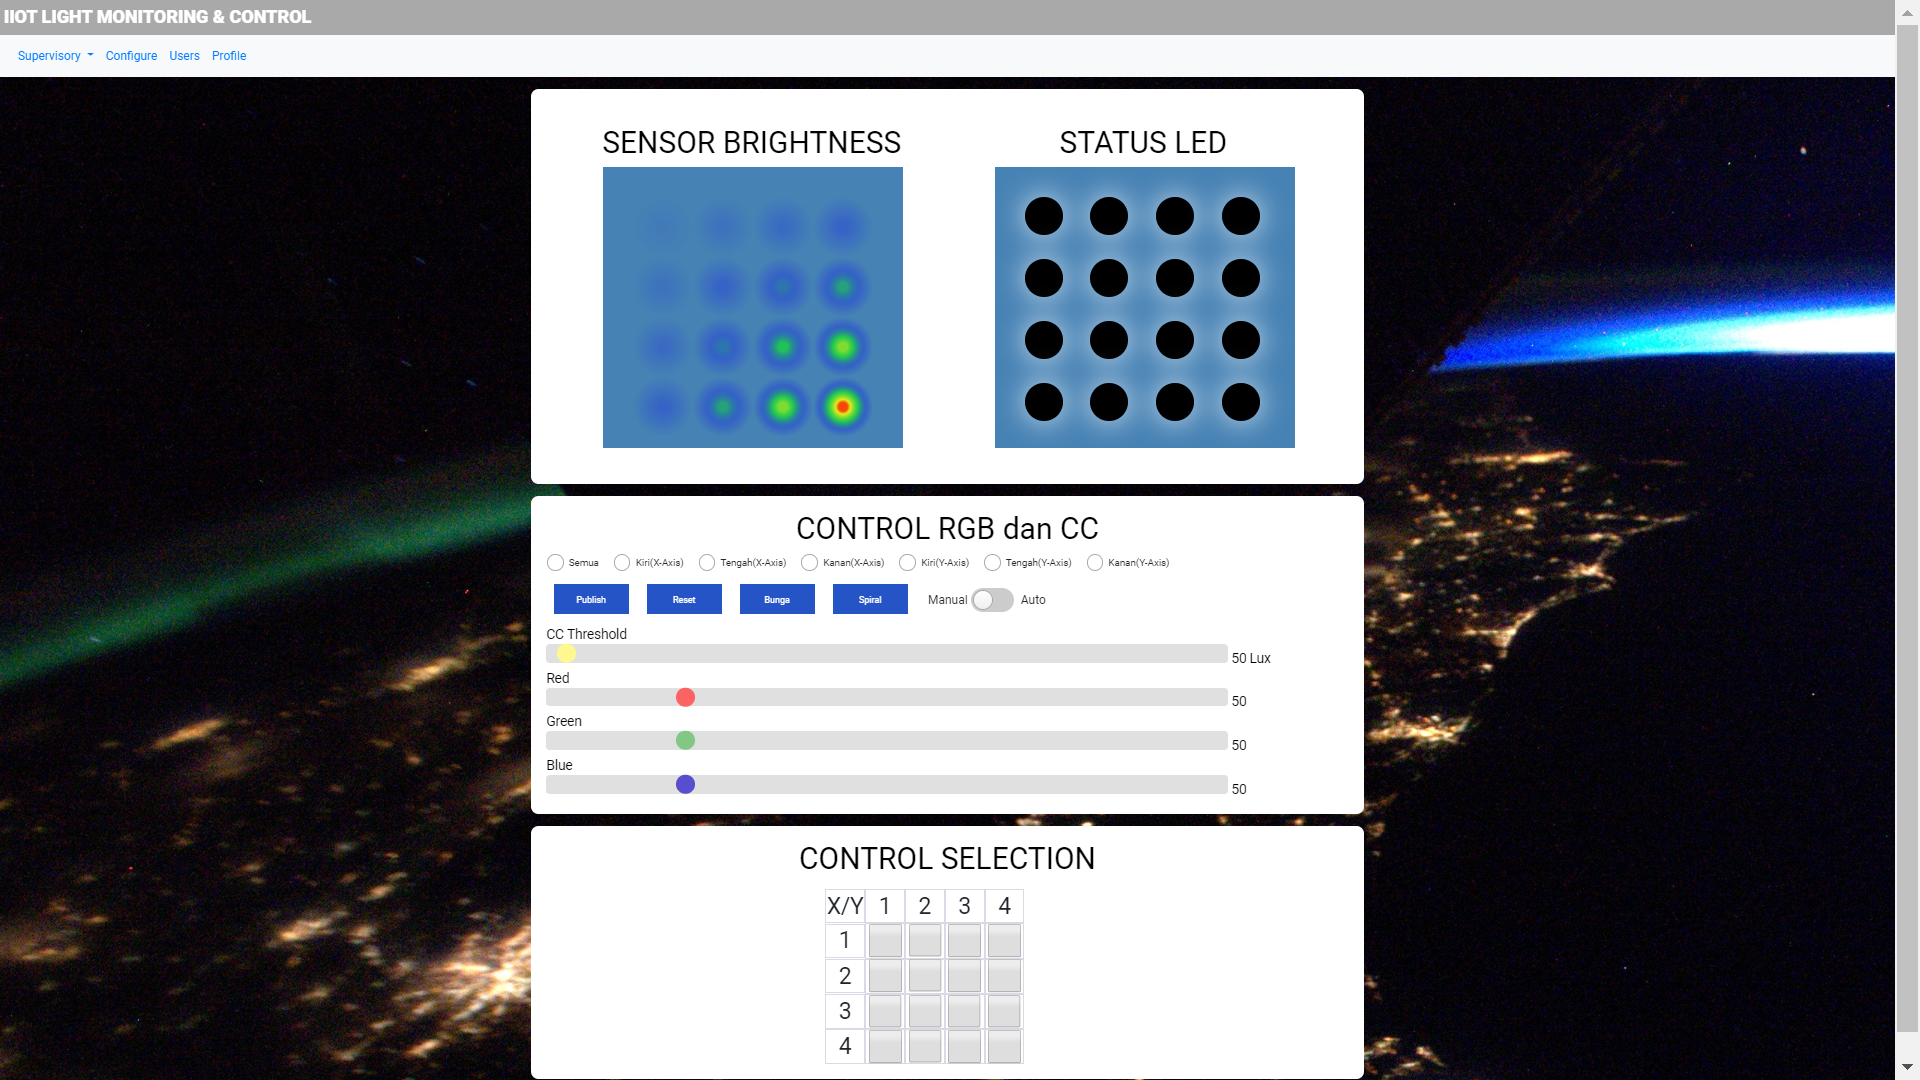 IIOT LIGHT MONITORING & CONTROL
Supervisory Configure Users Profile
SENSOR BRIGHTNESS
STATUS LED
CONTROL RGB dan CC
Semua Kiri(X-Axis) Tengah(X-Axis) Kanan(X-Axis) Kiri(Y-Axis) Tengah(Y-Axis) Kanan(Y-Axis)
Publish Reset Bunga Spiral Manual Auto
CC Threshold
50 Lux
Red
50
Green
50
Blue
50
CONTROL SELECTION
X/Y 1 2 3 4
1
2
3
4